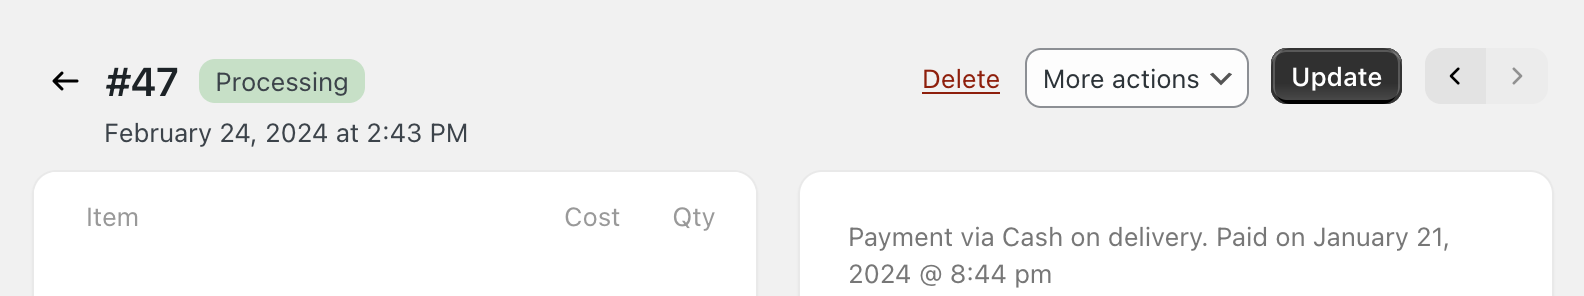 #47 Processing Delete More actions Update
February 24, 2024 at 2:43 PM
Item Cost Qty
Payment via Cash on delivery. Paid on January 21,
2024 @ 8:44 pm